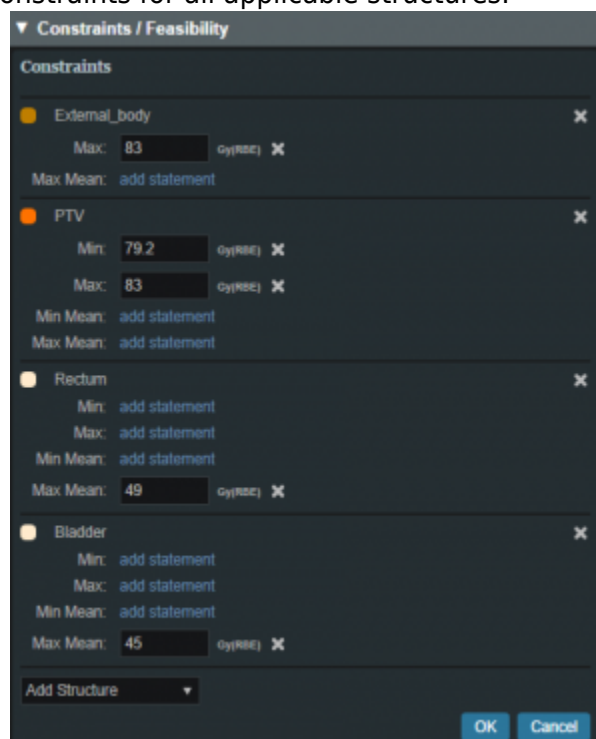 onstraints for all applicable structures.
▼ Constraints / Feasibility
Constraints
External_body
Max: 83 Gy(RBE)
Max Mean: add statement
PTV
Min: 79.2 Gy(RBE)
Max: 83 Gy(RBE)
Min Mean: add statement
Max Mean: add statement
Rectum
Min: add statement
Max: add statement
Min Mean: add statement
Max Mean: 49 Gy(RBE)
Bladder
Min: add statement
Max: add statement
Min Mean: add statement
Max Mean: 45 Gy(RBE)
Add Structure
OK Cancel